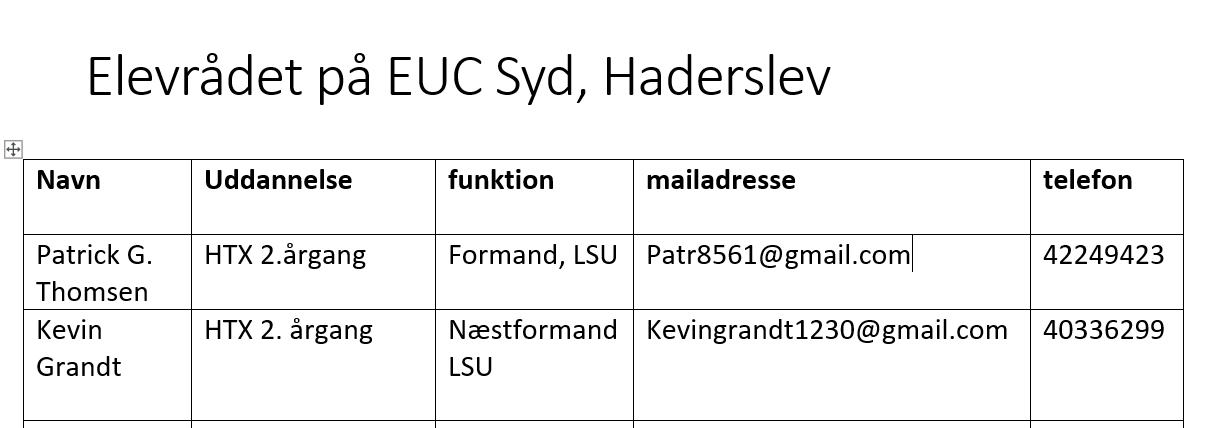 Elevrådet på EUC Syd, Haderslev
Navn Uddannelse funktion mailadresse telefon
Patrick G. HTX 2.årgang Formand, LSU Patr8561@gmail.com 42249423
Thomsen
Kevin HTX 2. årgang Næstformand Kevingrandt1230@gmail.com 40336299
Grandt LSU